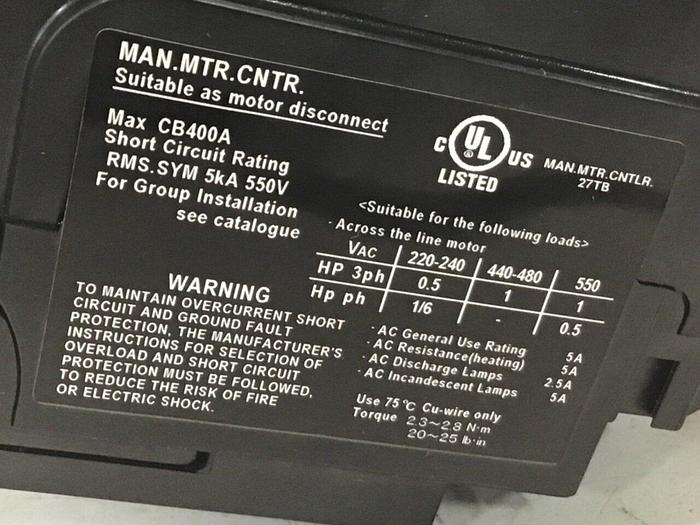 MAN.MTR.CNTR.
Suitable as motor disconnect
Max CB400A
Short Circuit Rating
RMS.SYM 5kA 550V
For Group Installation
see catalogue
C UL ® US
LISTED
MAN.MTR.CNTLR.
27TB
<Suitable for the following loads>
· Across the line motor
VAC 220-240 440-480 550
HP 3ph 0.5 1 1
Hp ph 1/6 - 0.5
· AC General Use Rating 5A
· AC Resistance(heating) 5A
· AC Discharge Lamps 2.5A
· AC Incandescent Lamps 5A
Use 75°C Cu-wire only
Torque 2.3~2.8 N·m
20~25 lb·in
WARNING
TO MAINTAIN OVERCURRENT SHORT
CIRCUIT AND GROUND FAULT
PROTECTION, THE MANUFACTURER'S
INSTRUCTIONS FOR SELECTION OF
OVERLOAD AND SHORT CIRCUIT
PROTECTION MUST BE FOLLOWED,
TO REDUCE THE RISK OF FIRE
OR ELECTRIC SHOCK.